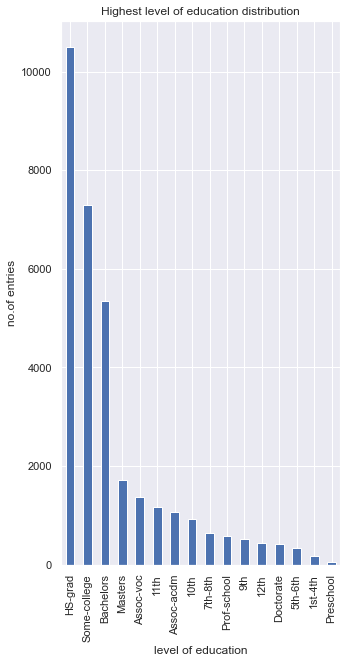 Highest level of education distribution
no.of entries
10000
8000
6000
4000
2000
0
HS-grad
Some-college
Bachelors
Masters
Assoc-voc
11th
Assoc-acdm
10th
7th-8th
Prof-school
9th
12th
Doctorate
5th-6th
1st-4th
Preschool
level of education